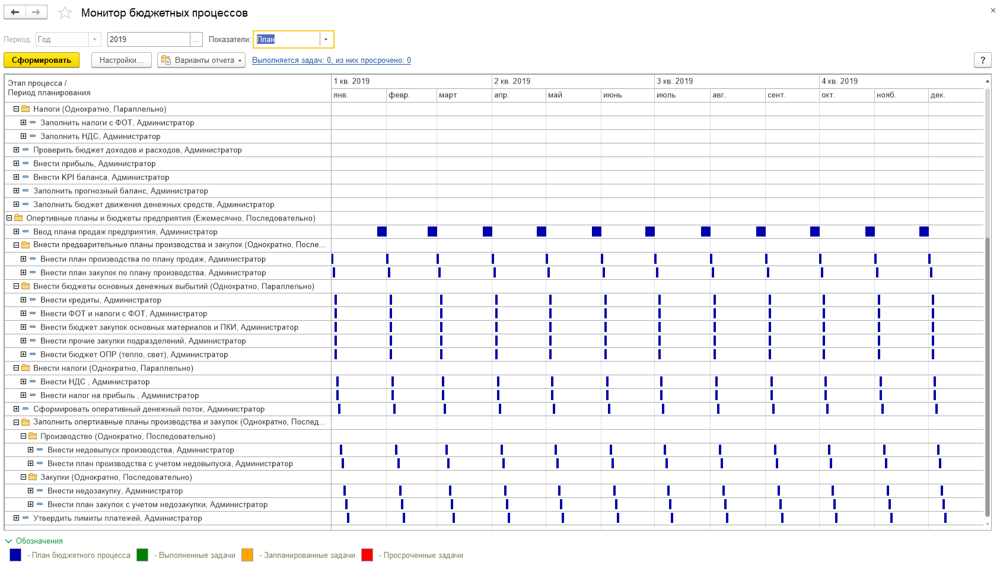 Монитор бюджетных процессов
Период: Год 2019 ... Показатели: План
Сформировать Настройки... Варианты отчета Выполняется задач: 0, из них просрочено: 0 ?
Этап процесса /
Период планирования
1 кв. 2019 2 кв. 2019 3 кв. 2019 4 кв. 2019
янв. февр. март апр. май июнь июль авг. сент. окт. нояб. дек.
Налоги (Однократно, Параллельно)
Заполнить налоги с ФОТ, Администратор
Заполнить НДС, Администратор
Проверить бюджет доходов и расходов, Администратор
Внести прибыль, Администратор
Внести KPI баланса, Администратор
Заполнить прогнозный баланс, Администратор
Заполнить бюджет движения денежных средств, Администратор
Опертивные планы и бюджеты предприятия (Ежемесячно, Последовательно)
Ввод плана продаж предприятия, Администратор
Внести предварительные планы производства и закупок (Однократно, После...
Внести план производства по плану продаж, Администратор
Внести план закупок по плану производства, Администратор
Внести бюджеты основных денежных выбытий (Однократно, Параллельно)
Внести кредиты, Администратор
Внести ФОТ и налоги с ФОТ, Администратор
Внести бюджет закупок основных материалов и ПКИ, Администратор
Внести прочие закупки подразделений, Администратор
Внести бюджет ОПР (тепло, свет), Администратор
Внести налоги (Однократно, Параллельно)
Внести НДС , Администратор
Внести налог на прибыль , Администратор
Сформировать оперативный денежный поток, Администратор
Заполнить опертиавные планы производства и закупок (Однократно, Послед...
Производство (Однократно, Последовательно)
Внести недовыпуск производства, Администратор
Внести план производства с учетом недовыпуска, Администратор
Закупки (Однократно, Последовательно)
Внести недозакупку, Администратор
Внести план закупок с учетом недозакупки, Администратор
Утвердить лимиты платежей, Администратор
Обозначения
- План бюджетного процесса - Выполненные задачи - Запланированные задачи - Просроченные задачи